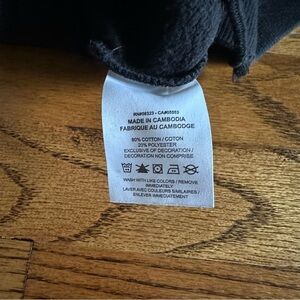 MADE IN CAMBODIA
FABRIQUE AU CAMBODGE
80% COTTON / COTON
20% POLYESTER
EXCLUSIVE OF DECORATION /
DECORATION NON COMPRISE
WASH WITH LIKE COLORS / REMOVE
IMMEDIATELY
LAVER AVEC COULEURS SIMILAIRES /
ENLEVER IMMEDIATEMENT